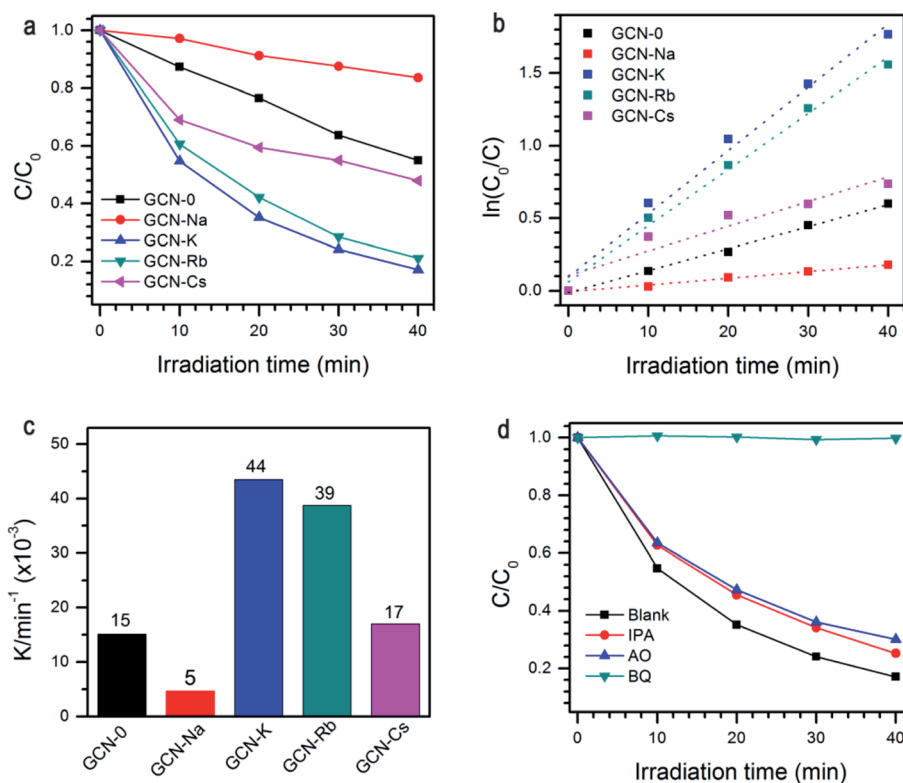 a
1.0
0.8
0.6
0.4
0.2
C/C0
GCN-0
GCN-Na
GCN-K
GCN-Rb
GCN-Cs
0 10 20 30 40
Irradiation time (min)
b
GCN-0
GCN-Na
GCN-K
GCN-Rb
GCN-Cs
1.5
1.0
0.5
0.0
ln(C0/C)
0 10 20 30 40
Irradiation time (min)
c
50
40
30
20
10
0
K/min-1 (x10-3)
15
5
44
39
17
GCN-0
GCN-Na
GCN-K
GCN-Rb
GCN-Cs
d
1.0
0.8
0.6
0.4
0.2
C/C0
Blank
IPA
AO
BQ
0 10 20 30 40
Irradiation time (min)